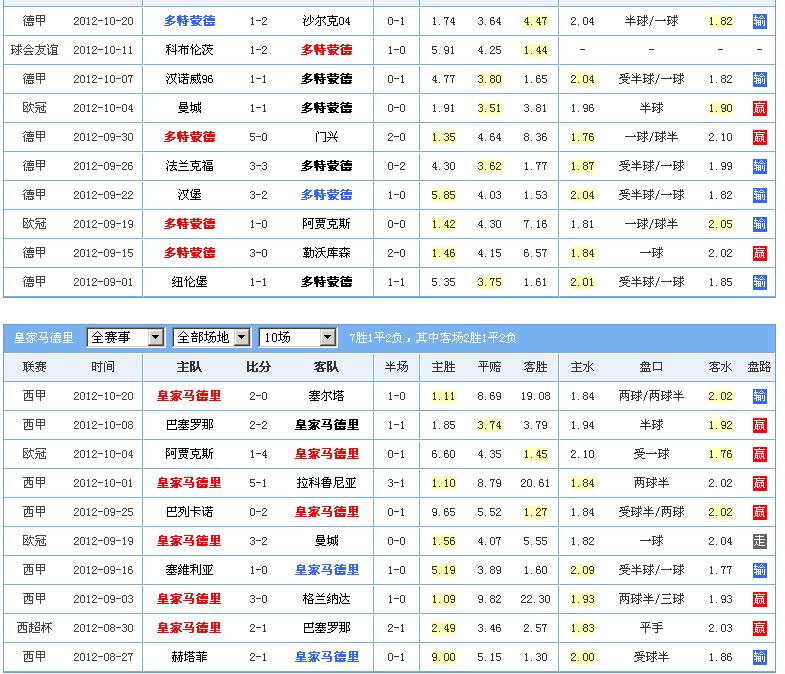 德甲 2012-10-20 多特蒙德 1-2 沙尔克04 0-1 1.74 3.64 4.47 2.04 半球/一球 1.82 输
球会友谊 2012-10-11 科布伦茨 1-2 多特蒙德 1-0 5.91 4.25 1.44 - - - -
德甲 2012-10-07 汉诺威96 1-1 多特蒙德 0-1 4.77 3.80 1.65 2.04 受半球/一球 1.82 输
欧冠 2012-10-04 曼城 1-1 多特蒙德 0-0 1.91 3.51 3.81 1.96 半球 1.90 赢
德甲 2012-09-30 多特蒙德 5-0 门兴 2-0 1.35 4.64 8.36 1.76 一球/球半 2.10 赢
德甲 2012-09-26 法兰克福 3-3 多特蒙德 0-2 4.30 3.62 1.77 1.87 受半球/一球 1.99 输
德甲 2012-09-22 汉堡 3-2 多特蒙德 1-0 5.85 4.03 1.53 2.04 受半球/一球 1.82 输
欧冠 2012-09-19 多特蒙德 1-0 阿贾克斯 0-0 1.42 4.30 7.16 1.81 一球/球半 2.05 输
德甲 2012-09-15 多特蒙德 3-0 勒沃库森 2-0 1.46 4.15 6.57 1.84 一球 2.02 赢
德甲 2012-09-01 纽伦堡 1-1 多特蒙德 1-1 5.35 3.75 1.61 2.01 受半球/一球 1.85 输
皇家马德里 全赛事 全部场地 10场 7胜1平2负，其中客场2胜1平2负
联赛 时间 主队 比分 客队 半场 主胜 平赔 客胜 主水 盘口 客水 盘路
西甲 2012-10-20 皇家马德里 2-0 塞尔塔 1-0 1.11 8.69 19.08 1.84 两球/两球半 2.02 输
西甲 2012-10-08 巴塞罗那 2-2 皇家马德里 1-1 1.85 3.74 3.79 1.94 半球 1.92 赢
欧冠 2012-10-04 阿贾克斯 1-4 皇家马德里 0-1 6.60 4.35 1.45 2.10 受一球 1.76 赢
西甲 2012-10-01 皇家马德里 5-1 拉科鲁尼亚 3-1 1.10 8.79 20.61 1.84 两球半 2.02 赢
西甲 2012-09-25 巴列卡诺 0-2 皇家马德里 0-1 9.65 5.52 1.27 1.84 受球半/两球 2.02 赢
欧冠 2012-09-19 皇家马德里 3-2 曼城 0-0 1.56 4.07 5.55 1.82 一球 2.04 走
西甲 2012-09-16 塞维利亚 1-0 皇家马德里 1-0 5.19 3.89 1.60 2.09 受半球/一球 1.77 输
西甲 2012-09-03 皇家马德里 3-0 格兰纳达 1-0 1.09 9.82 22.30 1.93 两球半/三球 1.93 赢
西超杯 2012-08-30 皇家马德里 2-1 巴塞罗那 2-1 2.49 3.46 2.57 1.83 平手 2.03 赢
西甲 2012-08-27 赫塔菲 2-1 皇家马德里 0-1 9.00 5.15 1.30 2.00 受球半 1.86 输